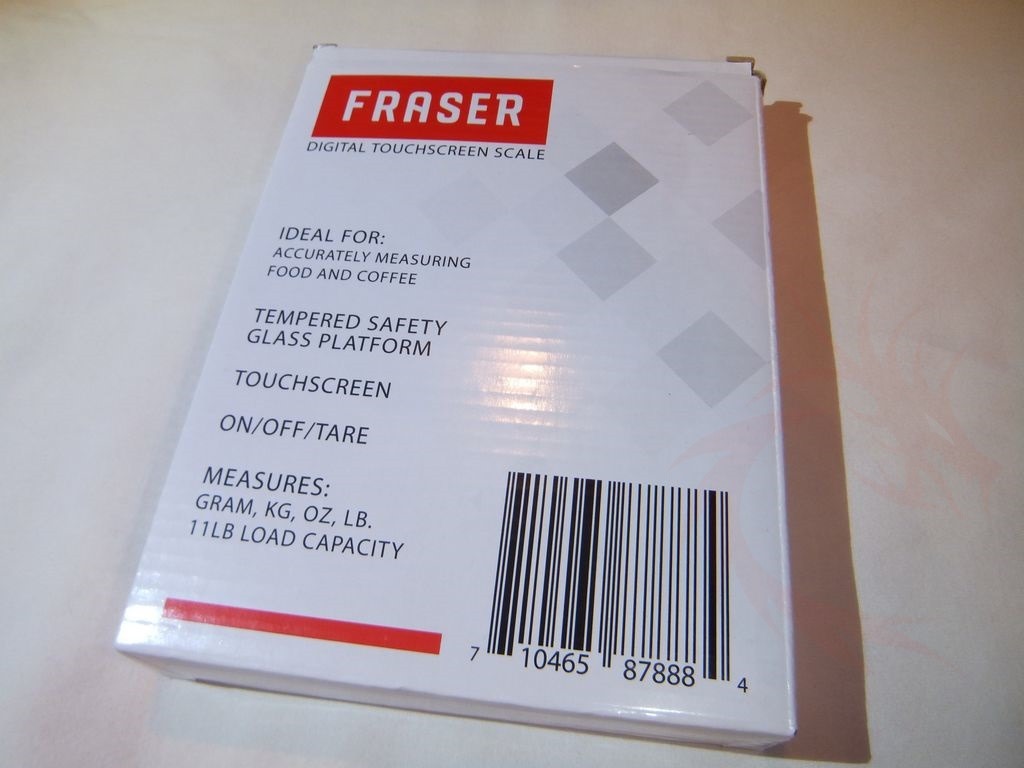 FRASER
DIGITAL TOUCHSCREEN SCALE
IDEAL FOR:
ACCURATELY MEASURING
FOOD AND COFFEE
TEMPERED SAFETY
GLASS PLATFORM
TOUCHSCREEN
ON/OFF/TARE
MEASURES:
GRAM, KG, OZ, LB.
11LB LOAD CAPACITY
7 10465 87888 4